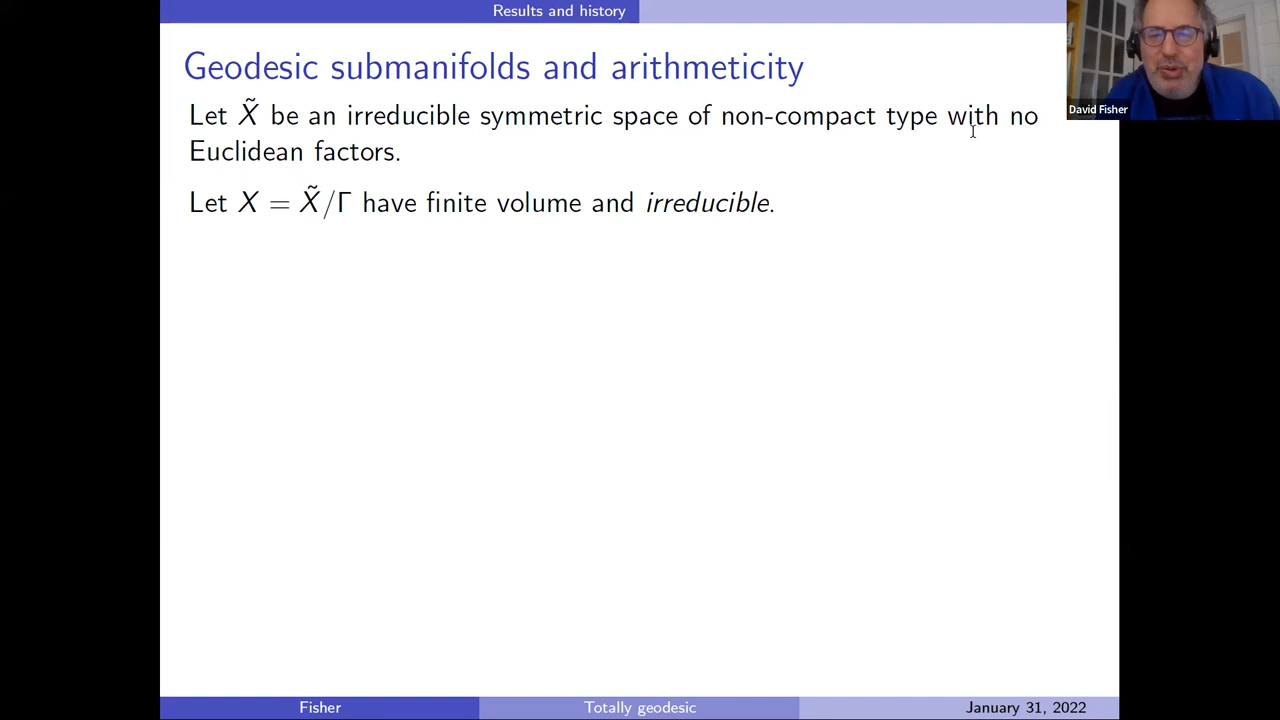 Results and history
David Fisher
Geodesic submanifolds and arithmeticity
Let X̃ be an irreducible symmetric space of non-compact type with no
Euclidean factors.
Let X = X̃/Γ have finite volume and irreducible.
Fisher
Totally geodesic
January 31, 2022